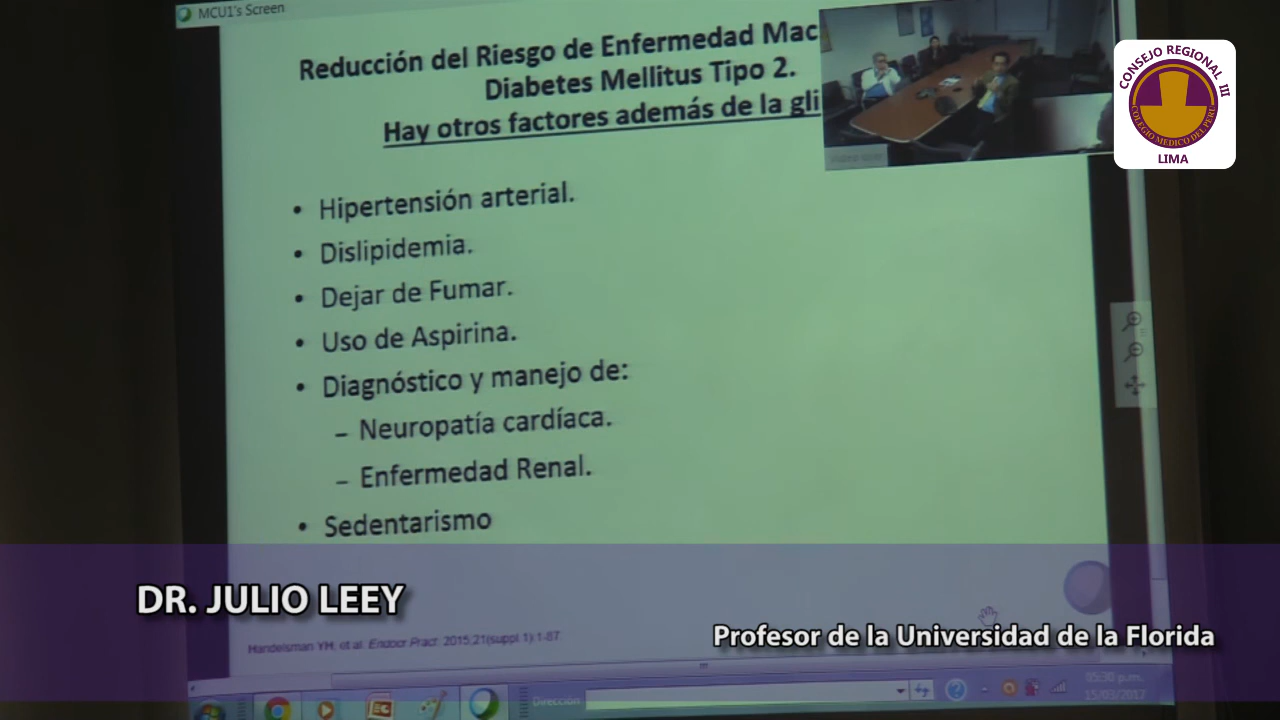 MCU1's Screen
Reducción del Riesgo de Enfermedad Mac
Diabetes Mellitus Tipo 2.
Hay otros factores además de la gli
• Hipertensión arterial.
• Dislipidemia.
• Dejar de Fumar.
• Uso de Aspirina.
• Diagnóstico y manejo de:
– Neuropatía cardíaca.
– Enfermedad Renal.
• Sedentarismo
CONSEJO REGIONAL III
COLEGIO MEDICO DEL PERU
LIMA
DR. JULIO LEEY
Profesor de la Universidad de la Florida
Handelsman YH, et al. Endocr Pract. 2015;21(suppl 1):1-87.
Dirección
05:30 p.m.
15/03/2017